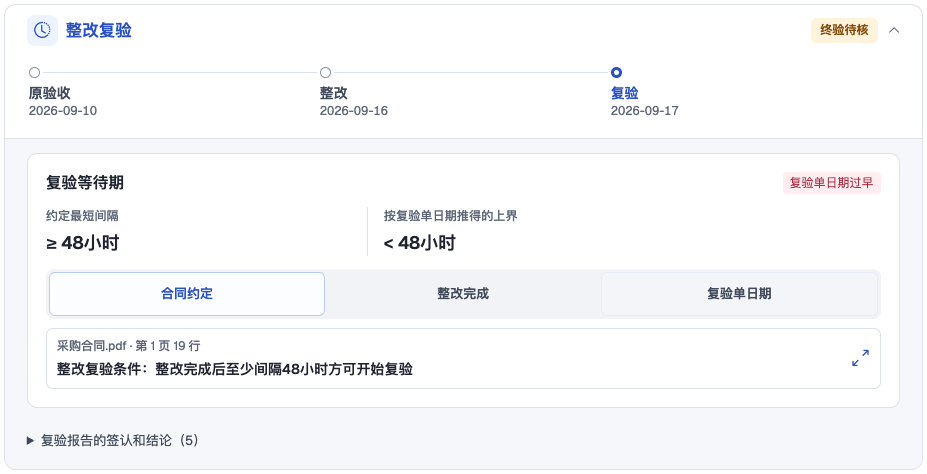 整改复验
终验待核
原验收
2026-09-10
整改
2026-09-16
复验
2026-09-17
复验等待期
复验单日期过早
约定最短间隔
≥ 48小时
按复验单日期推得的上界
< 48小时
合同约定
整改完成
复验单日期
采购合同.pdf · 第 1 页 19 行
整改复验条件：整改完成后至少间隔48小时方可开始复验
▶ 复验报告的签认和结论（5）